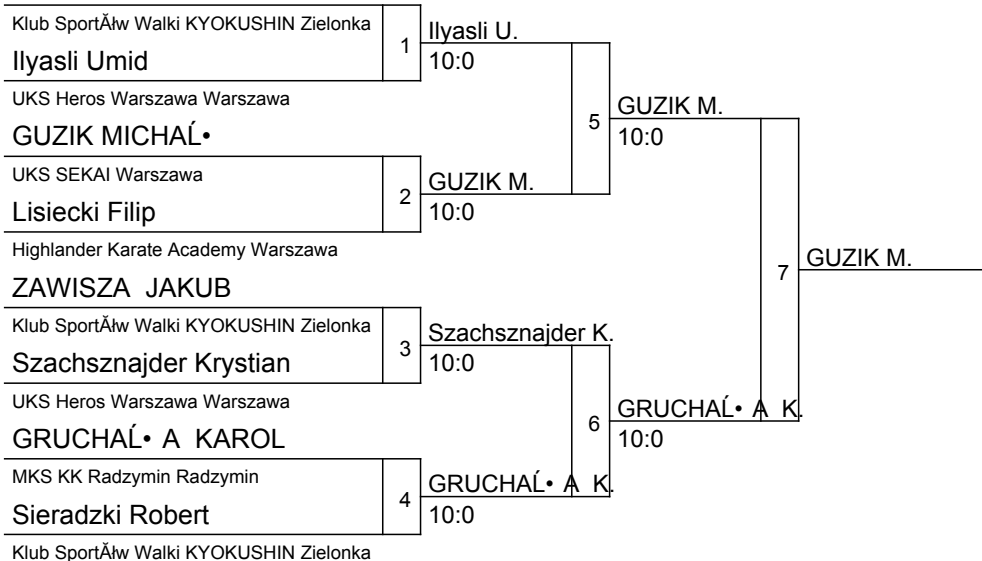 Klub SportĂłw Walki KYOKUSHIN Zielonka
Ilyasli Umid
1
Ilyasli U.
10:0
UKS Heros Warszawa Warszawa
GUZIK MICHAĹ•
5
GUZIK M.
10:0
UKS SEKAI Warszawa
Lisiecki Filip
2
GUZIK M.
10:0
Highlander Karate Academy Warszawa
ZAWISZA JAKUB
7
GUZIK M.
Klub SportĂłw Walki KYOKUSHIN Zielonka
Szachsznajder Krystian
3
Szachsznajder K.
10:0
UKS Heros Warszawa Warszawa
GRUCHAĹ• A KAROL
6
GRUCHAĹ• A K.
10:0
MKS KK Radzymin Radzymin
Sieradzki Robert
4
GRUCHAĹ• A K.
10:0
Klub SportĂłw Walki KYOKUSHIN Zielonka